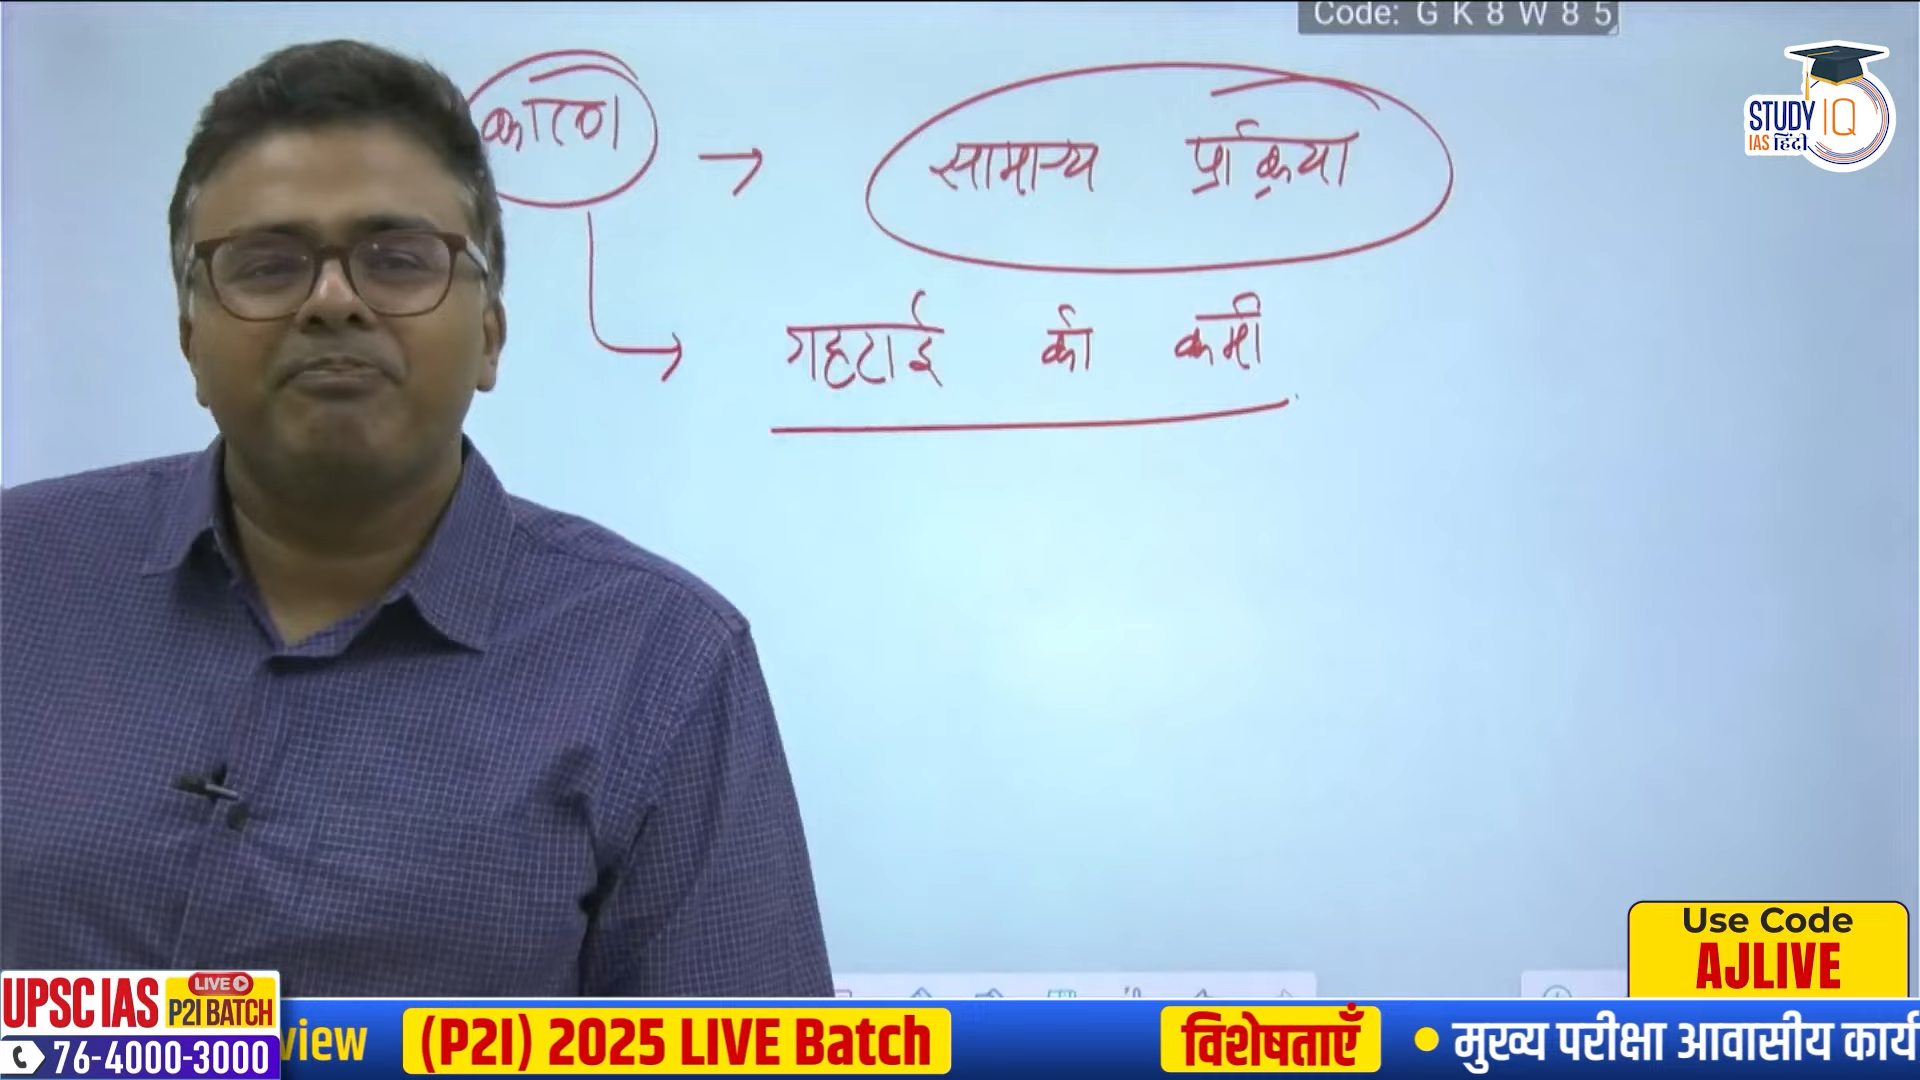 Code: G K 8 W 8 5
STUDY IQ
IAS हिंदी
कारण → सामान्य प्रक्रिया
→ गहराई की कमी
Use Code
AJLIVE
UPSC IAS LIVE
P2I BATCH
76-4000-3000
view (P2I) 2025 LIVE Batch विशेषताएँ • मुख्य परीक्षा आवासीय कार्य